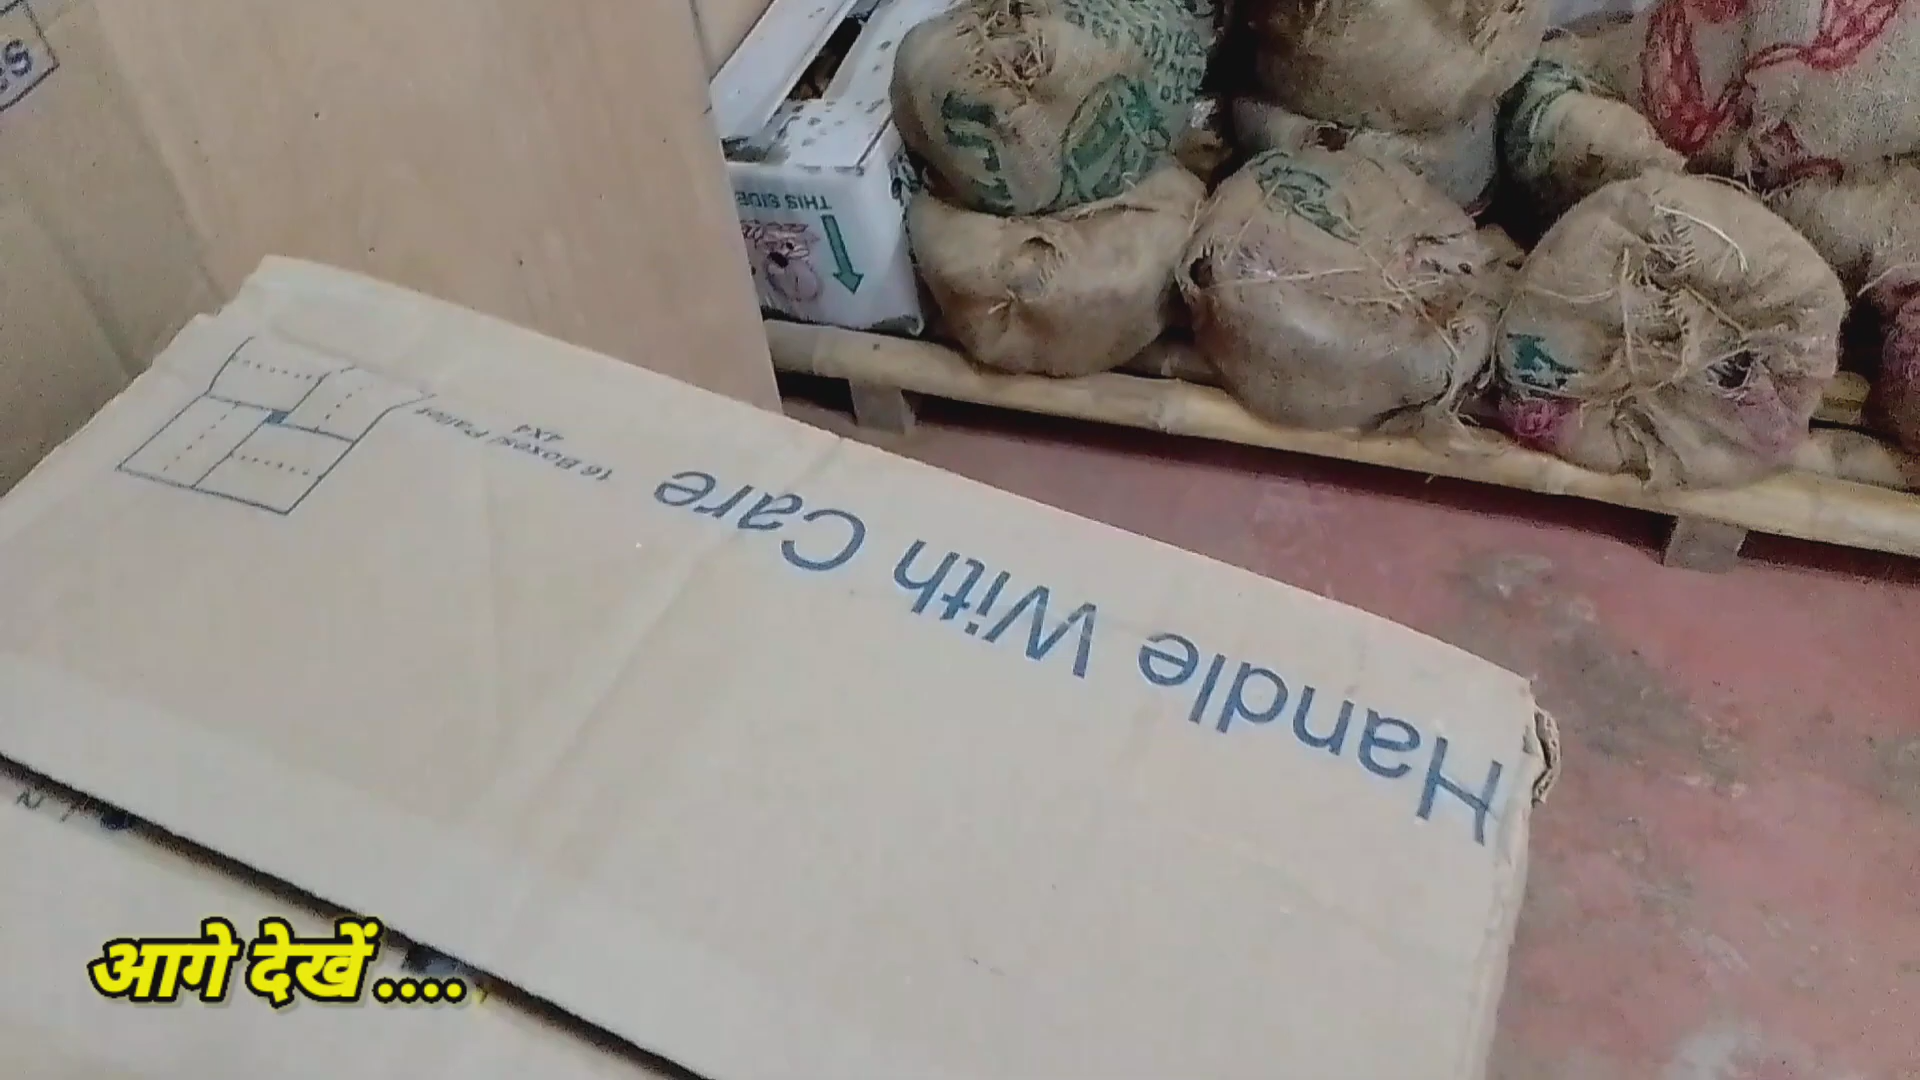 THIS SIDE
16 Boxes/ Pallet
4X4
Handle With Care
आगे देखें ....